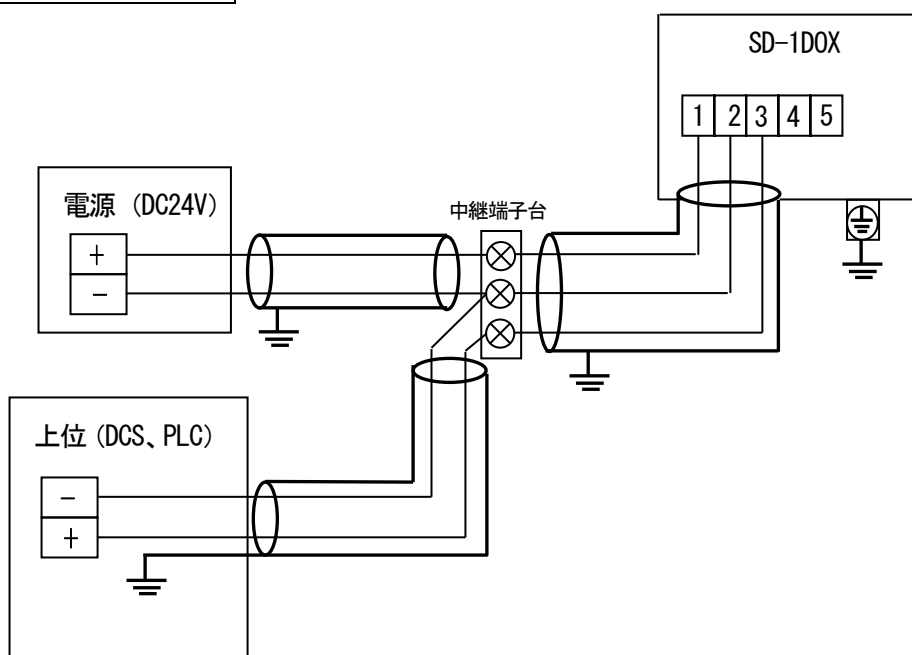 SD-1DOX
1 2 3 4 5
電源 (DC24V)
+
-
中継端子台
上位 (DCS、PLC)
-
+